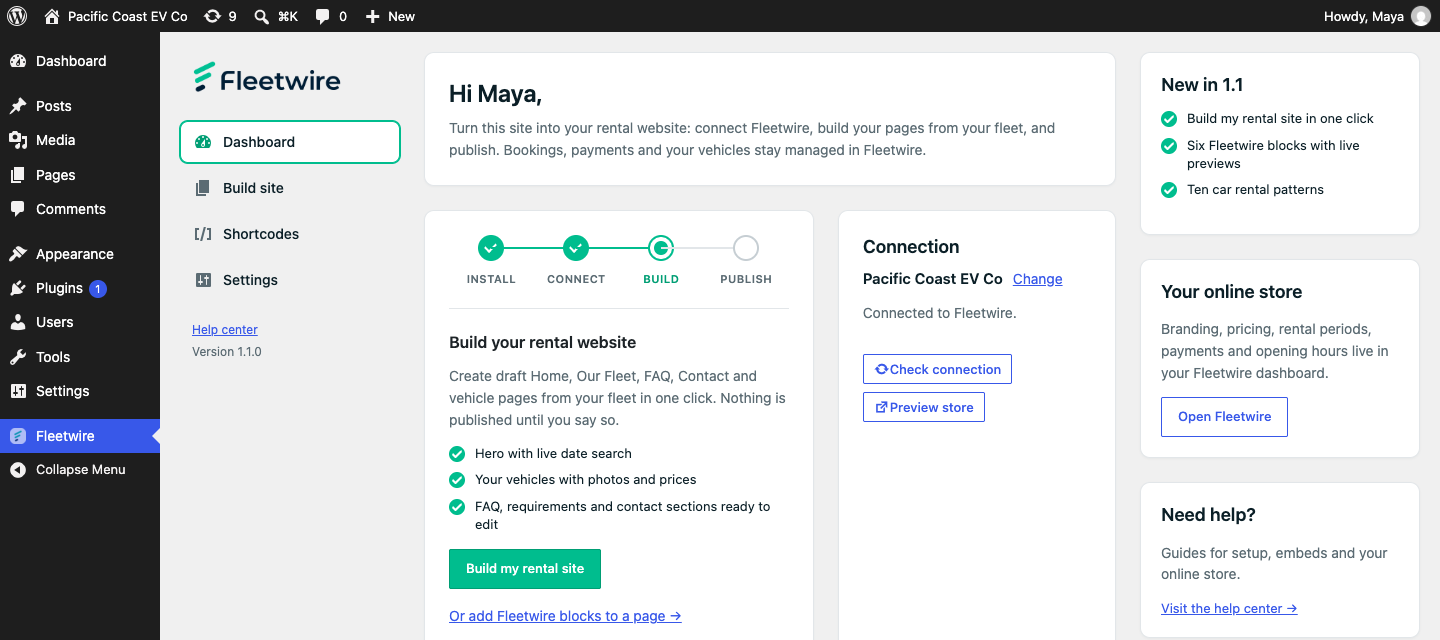 Pacific Coast EV Co
9
⌘K
0
New
Howdy, Maya
Dashboard
Posts
Media
Pages
Comments
Appearance
Plugins 1
Users
Tools
Settings
Fleetwire
Collapse Menu
Fleetwire
Dashboard
Build site
[/] Shortcodes
Settings
Help center
Version 1.1.0
Hi Maya,
Turn this site into your rental website: connect Fleetwire, build your pages from your fleet, and
publish. Bookings, payments and your vehicles stay managed in Fleetwire.
INSTALL
CONNECT
BUILD
PUBLISH
Build your rental website
Create draft Home, Our Fleet, FAQ, Contact and
vehicle pages from your fleet in one click. Nothing is
published until you say so.
Hero with live date search
Your vehicles with photos and prices
FAQ, requirements and contact sections ready to
edit
Build my rental site
Or add Fleetwire blocks to a page →
Connection
Pacific Coast EV Co Change
Connected to Fleetwire.
Check connection
Preview store
New in 1.1
Build my rental site in one click
Six Fleetwire blocks with live
previews
Ten car rental patterns
Your online store
Branding, pricing, rental periods,
payments and opening hours live in
your Fleetwire dashboard.
Open Fleetwire
Need help?
Guides for setup, embeds and your
online store.
Visit the help center →